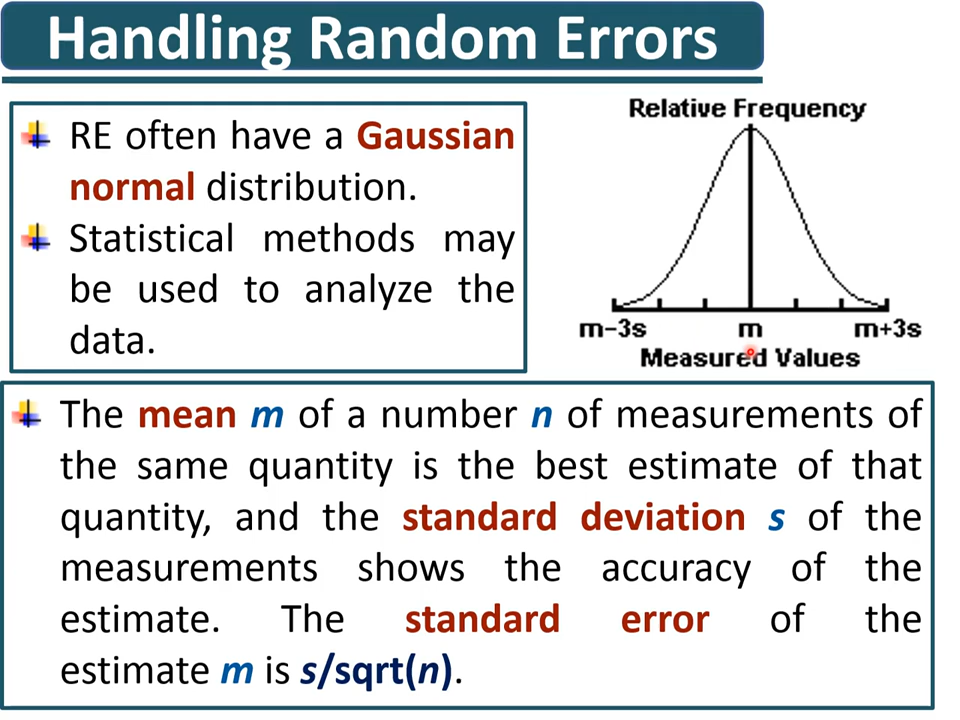 Handling Random Errors
RE often have a Gaussian
normal distribution.
Statistical methods may
be used to analyze the
data.
Relative Frequency
m-3s m m+3s
Measured Values
The mean m of a number n of measurements of
the same quantity is the best estimate of that
quantity, and the standard deviation s of the
measurements shows the accuracy of the
estimate. The standard error of the
estimate m is s/sqrt(n).